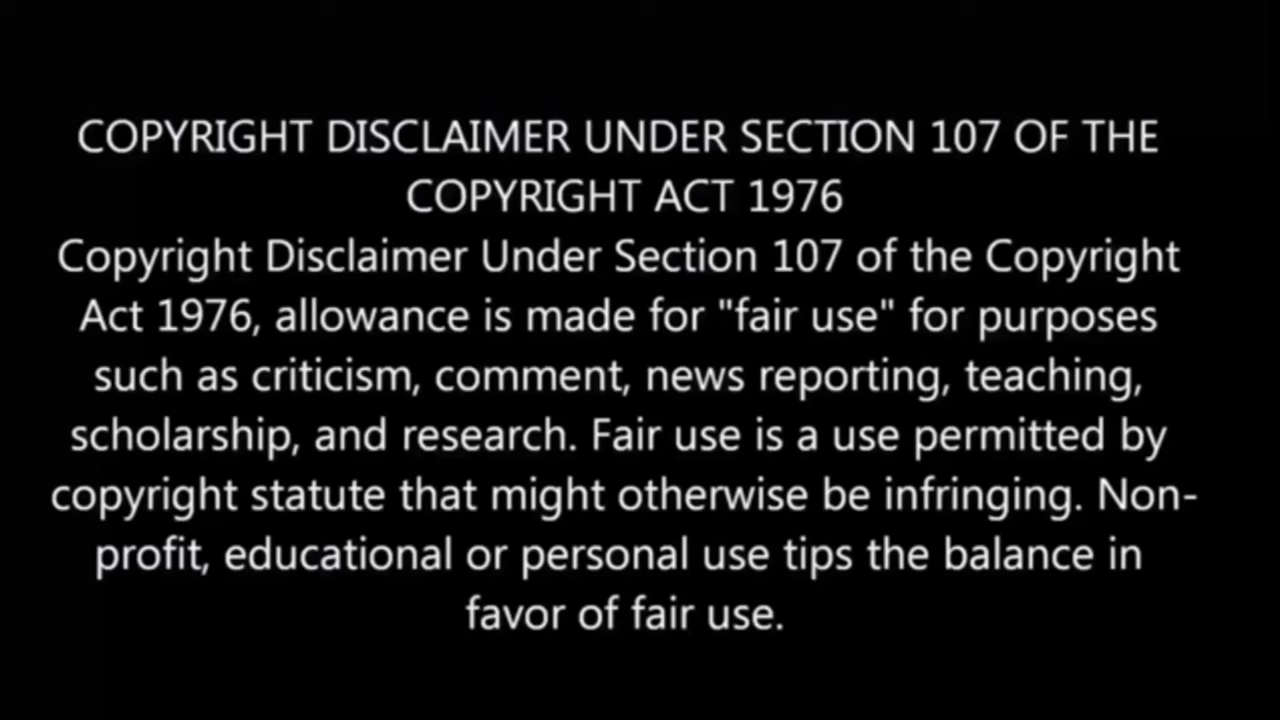 COPYRIGHT DISCLAIMER UNDER SECTION 107 OF THE
COPYRIGHT ACT 1976
Copyright Disclaimer Under Section 107 of the Copyright
Act 1976, allowance is made for "fair use" for purposes
such as criticism, comment, news reporting, teaching,
scholarship, and research. Fair use is a use permitted by
copyright statute that might otherwise be infringing. Non-
profit, educational or personal use tips the balance in
favor of fair use.